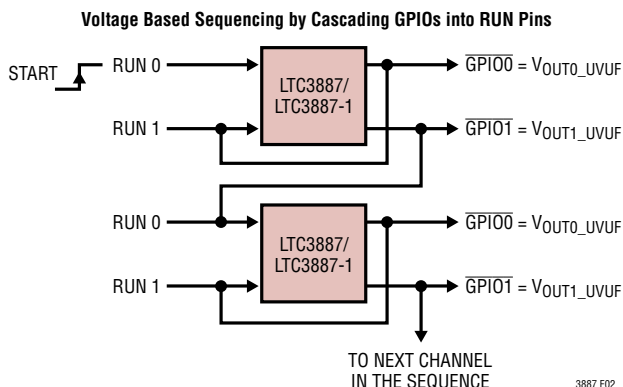 Voltage Based Sequencing by Cascading GPIOs into RUN Pins
START
RUN 0
LTC3887/
LTC3887-1
GPIO0 = VOUT0_UVUF
RUN 1
GPIO1 = VOUT1_UVUF
RUN 0
LTC3887/
LTC3887-1
GPIO0 = VOUT0_UVUF
RUN 1
GPIO1 = VOUT1_UVUF
TO NEXT CHANNEL
IN THE SEQUENCE
3887 F02